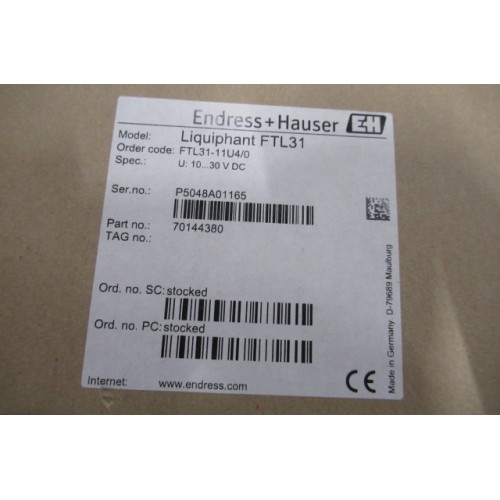 Endress+Hauser EH
Model: Liquiphant FTL31
Order code: FTL31-11U4/0
Spec.: U: 10...30 V DC
Ser.no.: P5048A01165
Part no.: 70144380
TAG no.:
Ord. no. SC: stocked
Ord. no. PC: stocked
Internet: www.endress.com
CE
Made in Germany D-79689 Maulburg